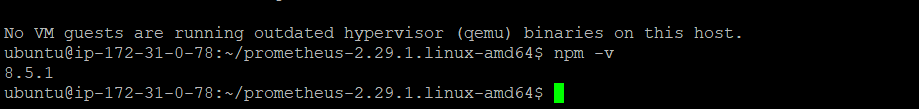 No VM guests are running outdated hypervisor (qemu) binaries on this host.
ubuntu@ip-172-31-0-78:~/prometheus-2.29.1.linux-amd64$ npm -v
8.5.1
ubuntu@ip-172-31-0-78:~/prometheus-2.29.1.linux-amd64$